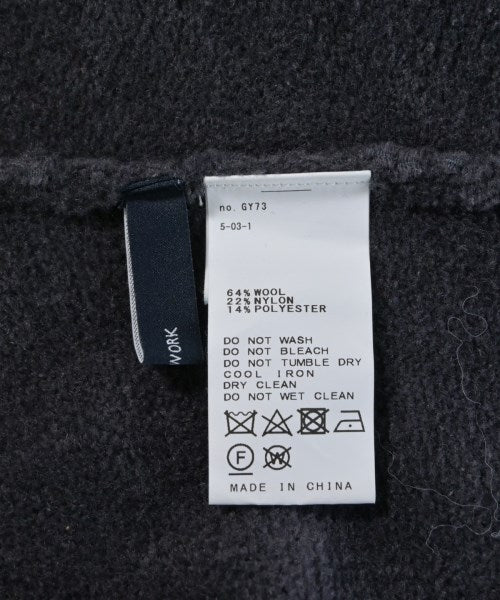 no. GY73
5-03-1
64% WOOL
22% NYLON
14% POLYESTER
DO NOT WASH
DO NOT BLEACH
DO NOT TUMBLE DRY
COOL IRON
DRY CLEAN
DO NOT WET CLEAN
F W
MADE IN CHINA
WORK